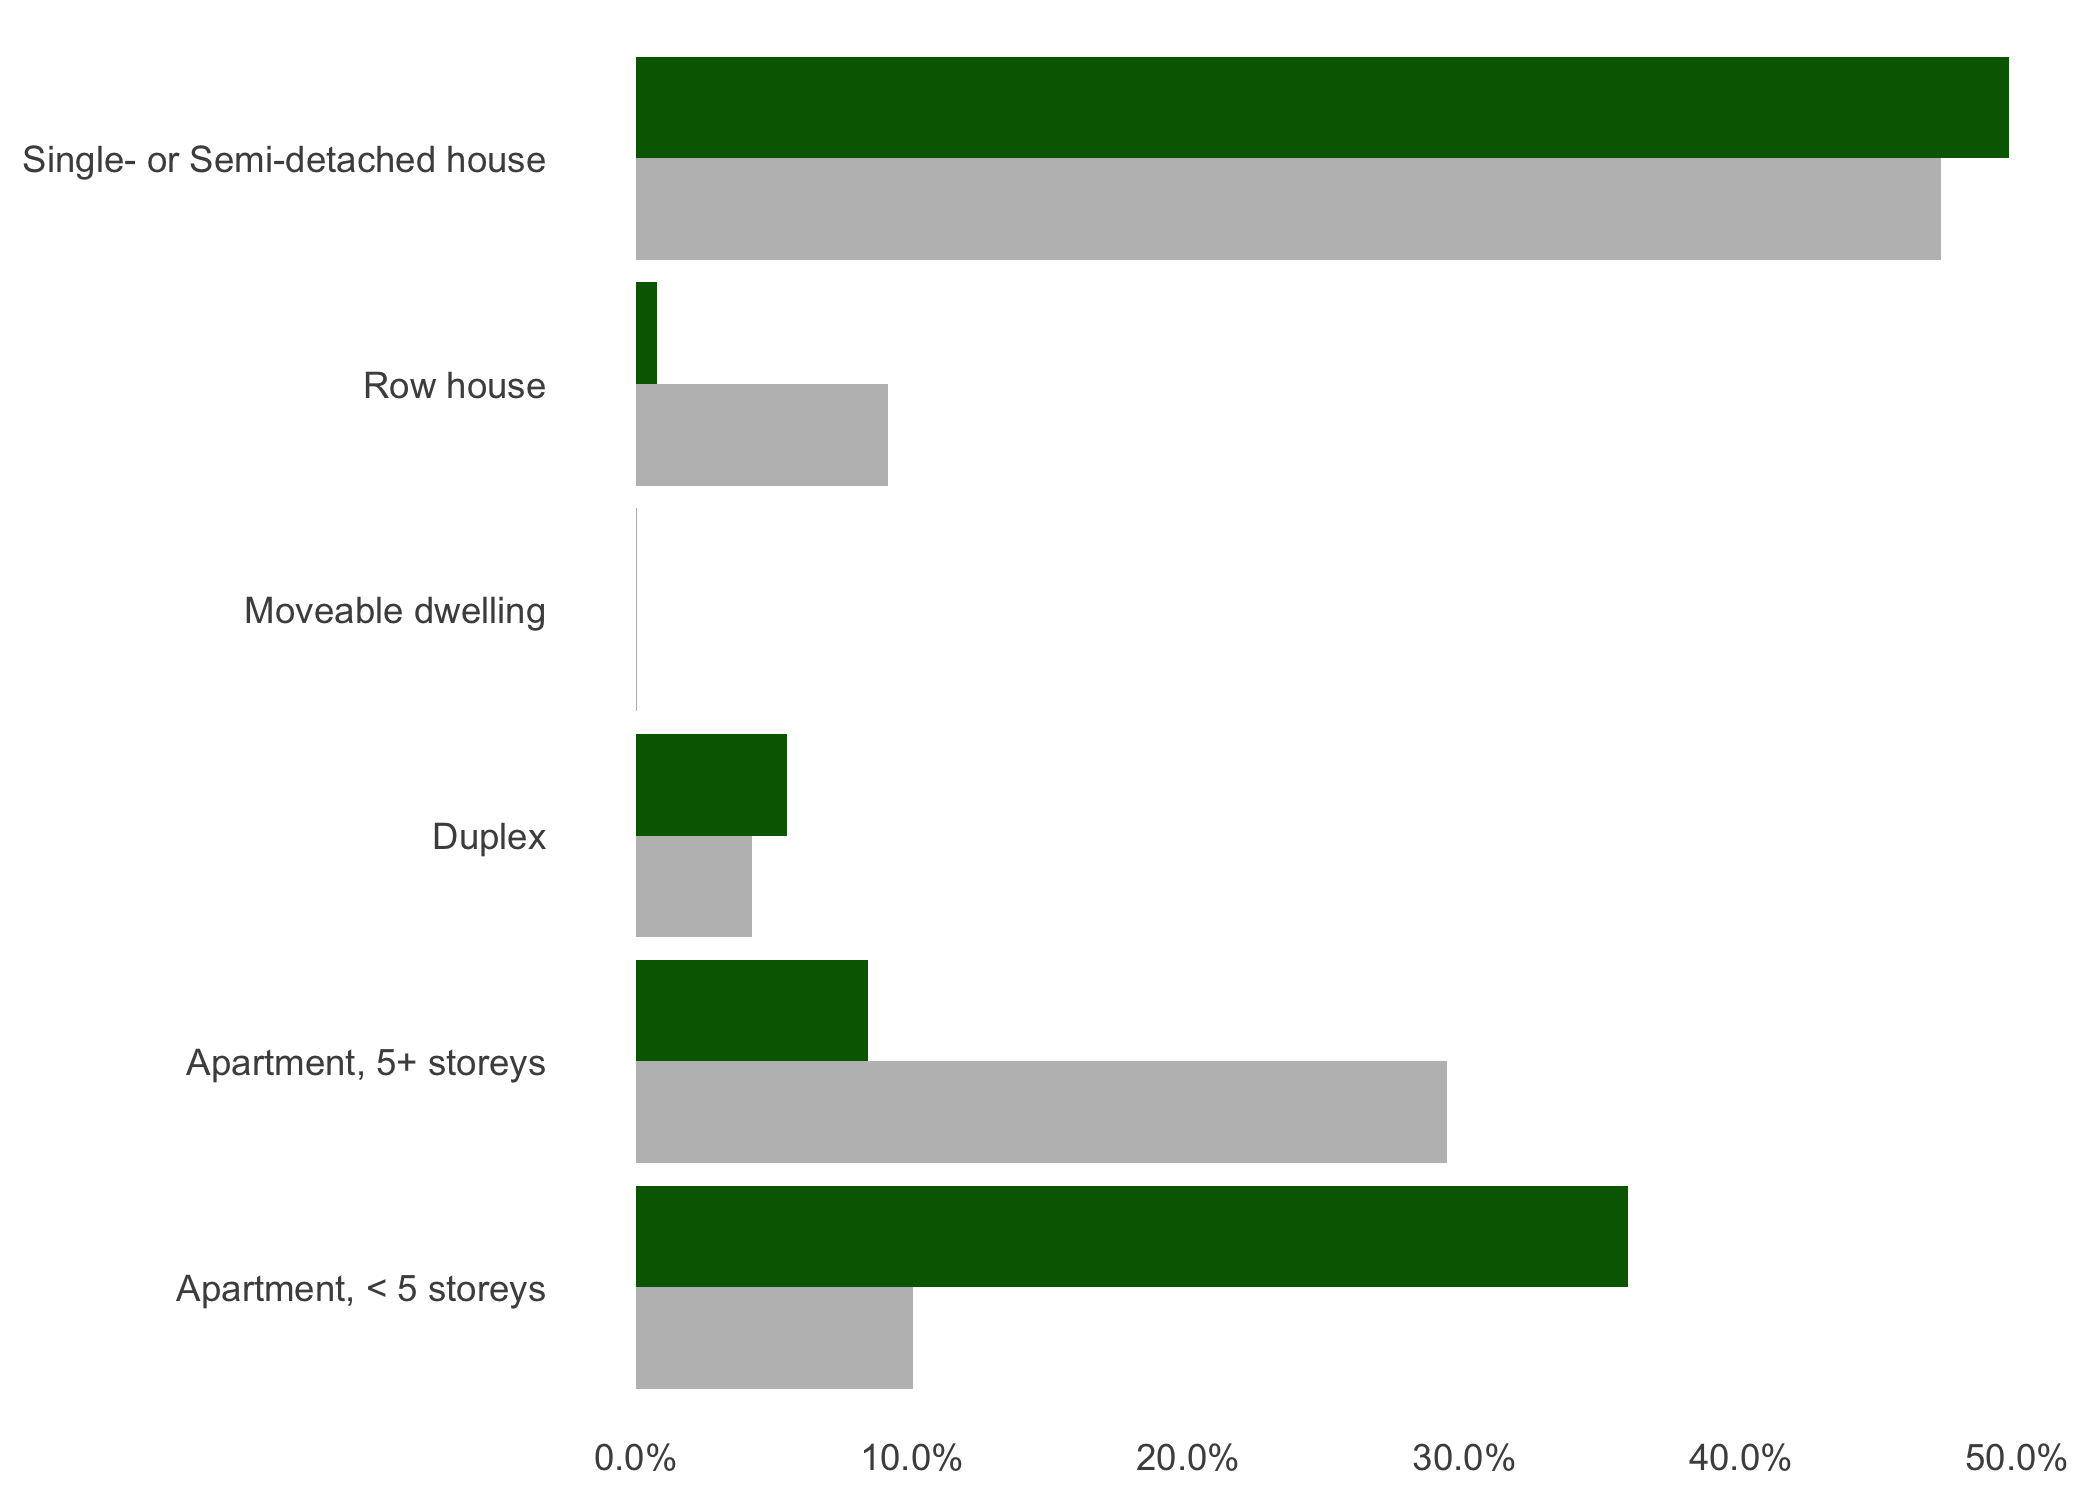 Single- or Semi-detached house
Row house
Moveable dwelling
Duplex
Apartment, 5+ storeys
Apartment, < 5 storeys
0.0% 10.0% 20.0% 30.0% 40.0% 50.0%